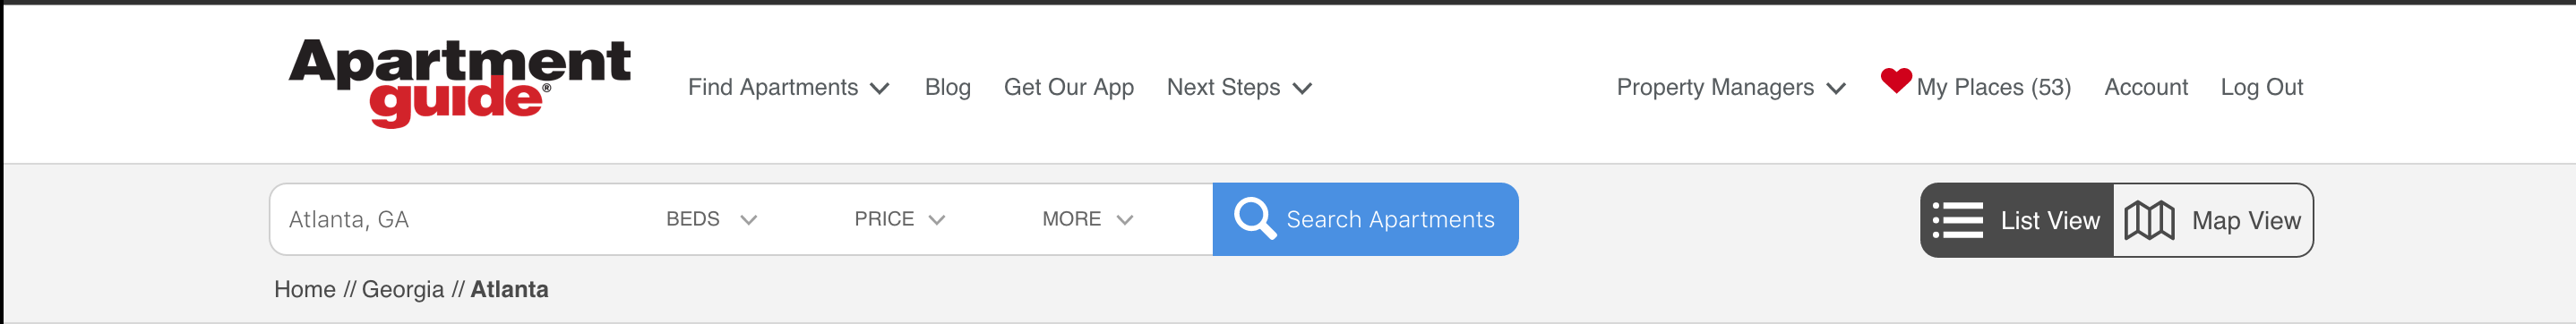 Apartment
guide®
Find Apartments Blog Get Our App Next Steps Property Managers My Places (53) Account Log Out
Atlanta, GA BEDS PRICE MORE Search Apartments List View Map View
Home // Georgia // Atlanta